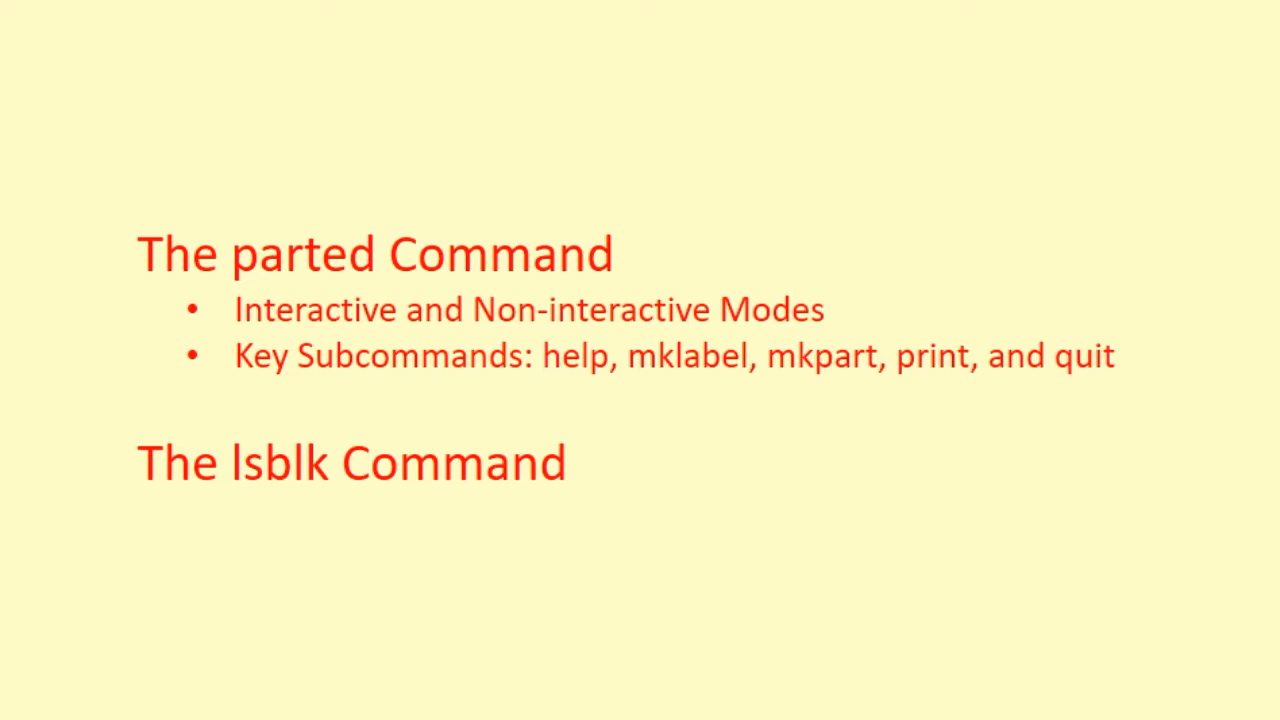 The parted Command
• Interactive and Non-interactive Modes
• Key Subcommands: help, mklabel, mkpart, print, and quit
The lsblk Command